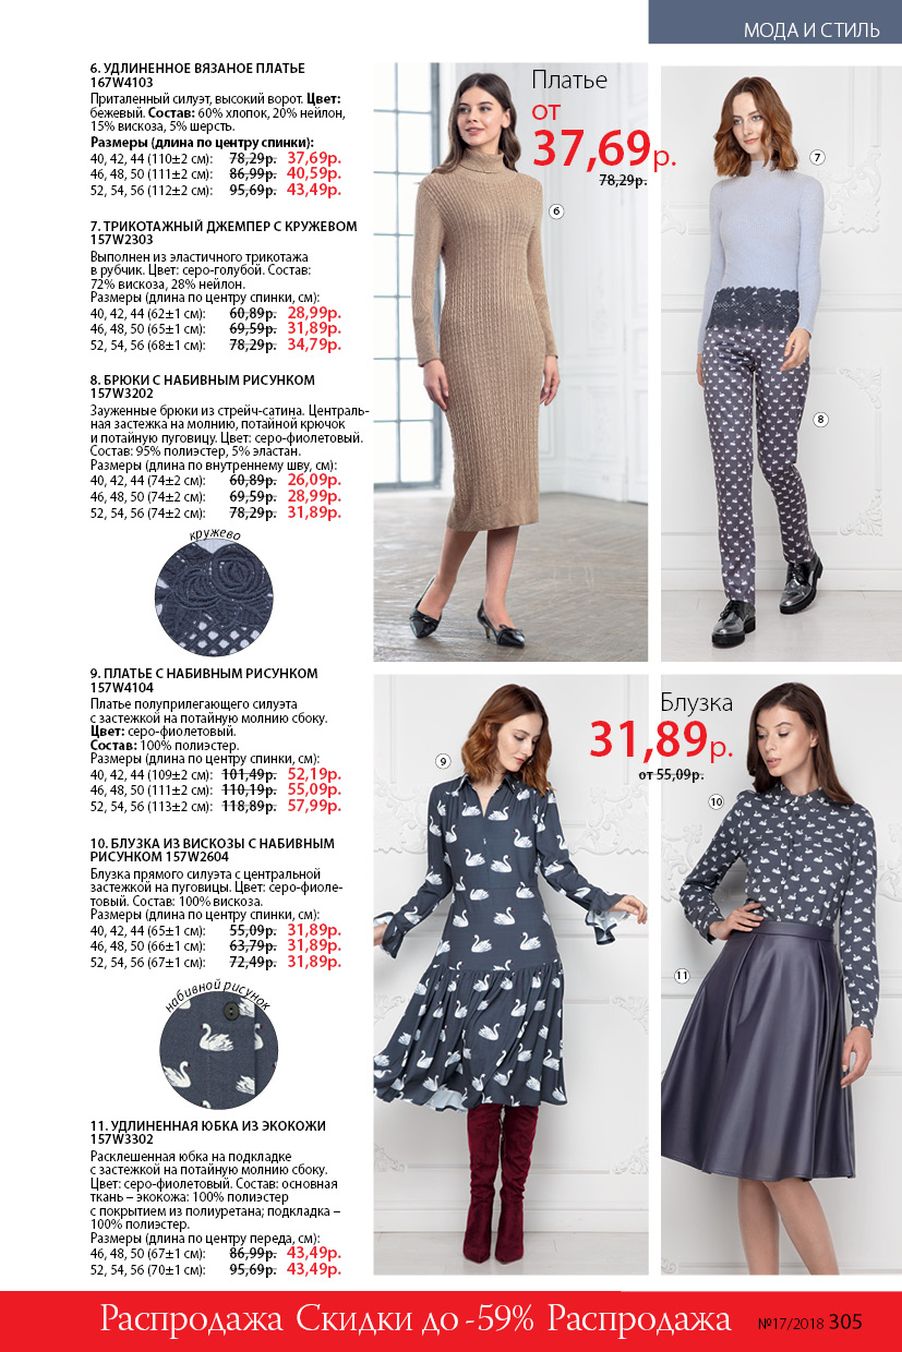 МОДА И СТИЛЬ
6. УДЛИНЕННОЕ ВЯЗАНОЕ ПЛАТЬЕ
167W4103
Приталенный силуэт, высокий ворот. Цвет:
бежевый. Состав: 60% хлопок, 20% нейлон,
15% вискоза, 5% шерсть.
Размеры (длина по центру спинки):
40, 42, 44 (110±2 см): 78,29р. 37,69р.
46, 48, 50 (111±2 см): 86,99р. 40,59р.
52, 54, 56 (112±2 см): 95,69р. 43,49р.
7. ТРИКОТАЖНЫЙ ДЖЕМПЕР С КРУЖЕВОМ
157W2303
Выполнен из эластичного трикотажа
в рубчик. Цвет: серо-голубой. Состав:
72% вискоза, 28% нейлон.
Размеры (длина по центру спинки, см):
40, 42, 44 (62±1 см): 60,89р. 28,99р.
46, 48, 50 (65±1 см): 69,59р. 31,89р.
52, 54, 56 (68±1 см): 78,29р. 34,79р.
8. БРЮКИ С НАБИВНЫМ РИСУНКОМ
157W3202
Зауженные брюки из стрейч-сатина. Централь-
ная застежка на молнию, потайной крючок
и потайную пуговицу. Цвет: серо-фиолетовый.
Состав: 95% полиэстер, 5% эластан.
Размеры (длина по внутреннему шву, см):
40, 42, 44 (74±2 см): 60,89р. 26,09р.
46, 48, 50 (74±2 см): 69,59р. 28,99р.
52, 54, 56 (74±2 см): 78,29р. 31,89р.
кружево
Платье
от
37,69р.
78,29р.
6
7
8
9. ПЛАТЬЕ С НАБИВНЫМ РИСУНКОМ
157W4104
Платье полуприлегающего силуэта
с застежкой на потайную молнию сбоку.
Цвет: серо-фиолетовый.
Состав: 100% полиэстер.
Размеры (длина по центру спинки, см):
40, 42, 44 (109±2 см): 101,49р. 52,19р.
46, 48, 50 (111±2 см): 110,19р. 55,09р.
52, 54, 56 (113±2 см): 118,89р. 57,99р.
10. БЛУЗКА ИЗ ВИСКОЗЫ С НАБИВНЫМ
РИСУНКОМ 157W2604
Блузка прямого силуэта с центральной
застежкой на пуговицы. Цвет: серо-фиоле-
товый. Состав: 100% вискоза.
Размеры (длина по центру спинки, см):
40, 42, 44 (65±1 см): 55,09р. 31,89р.
46, 48, 50 (66±1 см): 63,79р. 31,89р.
52, 54, 56 (67±1 см): 72,49р. 31,89р.
набивной рисунок
11. УДЛИНЕННАЯ ЮБКА ИЗ ЭКОКОЖИ
157W3302
Расклешенная юбка на подкладке
с застежкой на потайную молнию сбоку.
Цвет: серо-фиолетовый. Состав: основная
ткань – экокожа: 100% полиэстер
с покрытием из полиуретана; подкладка –
100% полиэстер.
Размеры (длина по центру переда, см):
46, 48, 50 (67±1 см): 86,99р. 43,49р.
52, 54, 56 (70±1 см): 95,69р. 43,49р.
Блузка
31,89р.
от 55,09р.
9
10
11
Распродажа Скидки до -59% Распродажа
№17/2018 305